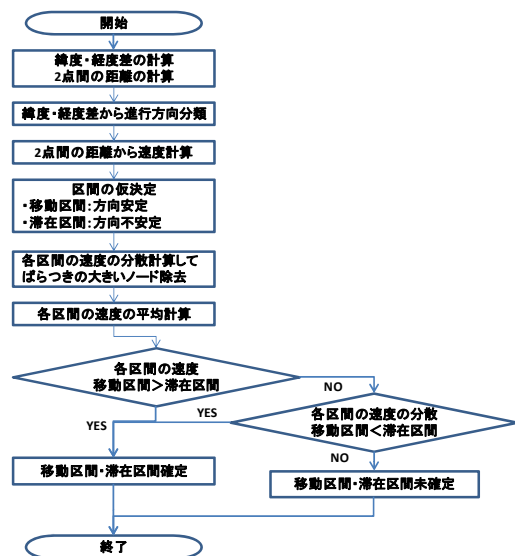 開始
緯度・経度差の計算
2点間の距離の計算
緯度・経度差から進行方向分類
2点間の距離から速度計算
区間の仮決定
・移動区間:方向安定
・滞在区間:方向不安定
各区間の速度の分散計算して
ばらつきの大きいノード除去
各区間の速度の平均計算
各区間の速度
移動区間>滞在区間
NO
各区間の速度の分散
移動区間<滞在区間
YES
YES
NO
移動区間・滞在区間確定
移動区間・滞在区間未確定
終了